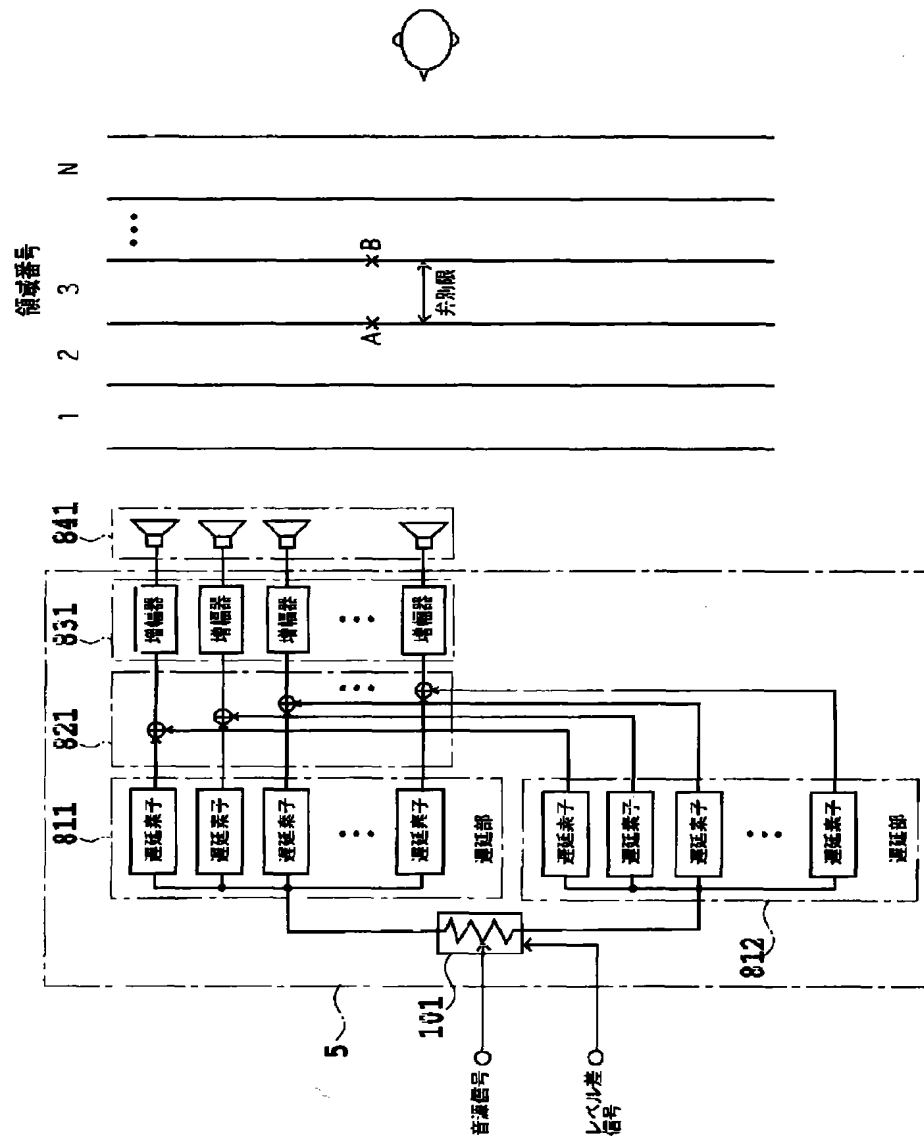 領域番号
1
2
3
•••
N
A
B
弁別限
841
831
821
811
増幅器
増幅器
増幅器
•••
増幅器
•••
遅延素子
遅延素子
遅延素子
•••
遅延素子
遅延部
遅延素子
遅延素子
遅延素子
•••
遅延素子
遅延部
812
101
5
音源信号
レベル差
信号